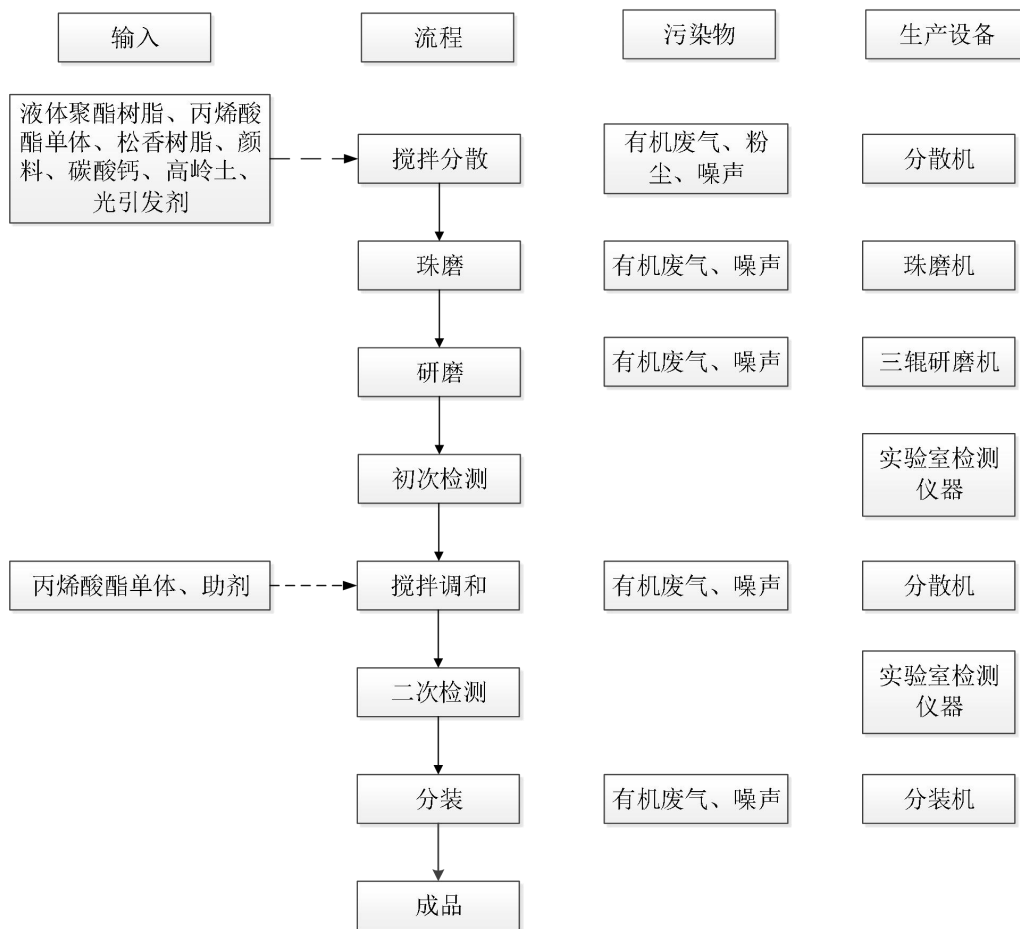 输入
流程
污染物
生产设备
液体聚酯树脂、丙烯酸
酯单体、松香树脂、颜
料、碳酸钙、高岭土、
光引发剂
搅拌分散
有机废气、粉
尘、噪声
分散机
珠磨
有机废气、噪声
珠磨机
研磨
有机废气、噪声
三辊研磨机
初次检测
实验室检测
仪器
丙烯酸酯单体、助剂
搅拌调和
有机废气、噪声
分散机
二次检测
实验室检测
仪器
分装
有机废气、噪声
分装机
成品